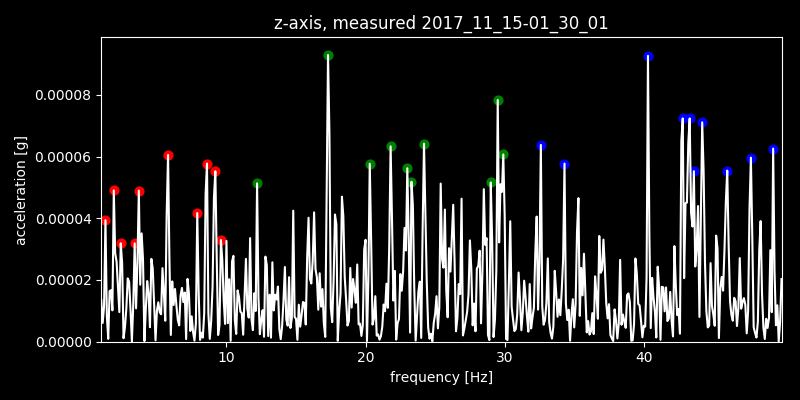 z-axis, measured 2017_11_15-01_30_01
acceleration [g]
0.00008
0.00006
0.00004
0.00002
0.00000
10 20 30 40
frequency [Hz]